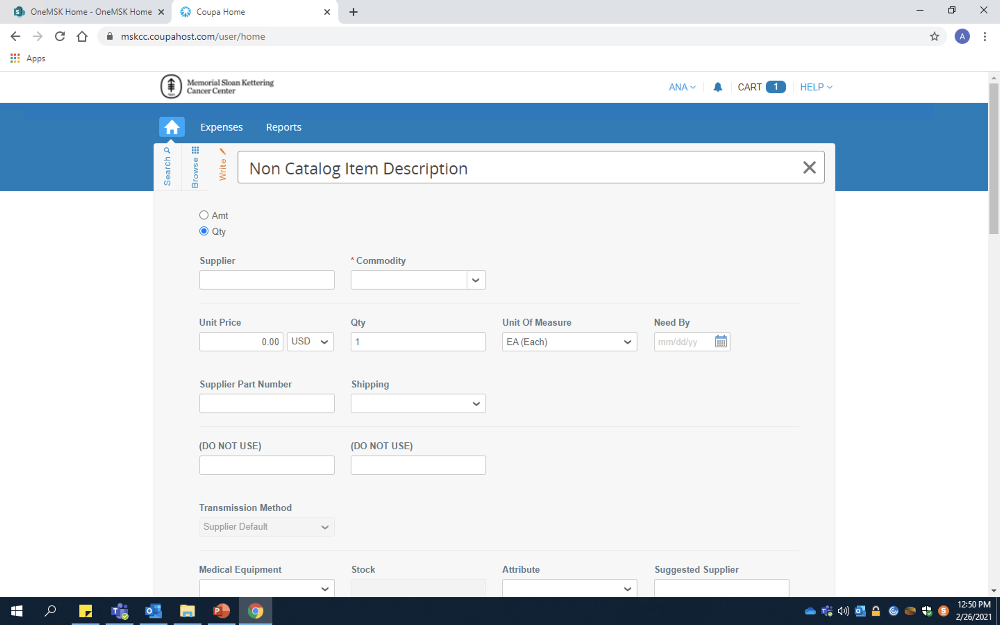 OneMSK Home - OneMSK Home
Coupa Home
mskcc.coupahost.com/user/home
A
Apps
Memorial Sloan Kettering
Cancer Center
ANA
CART 1
HELP
Expenses
Reports
Search
Browse
Write
Non Catalog Item Description
Amt
Qty
Supplier
* Commodity
Unit Price
Qty
Unit Of Measure
Need By
0.00
USD
1
EA (Each)
mm/dd/yy
Supplier Part Number
Shipping
(DO NOT USE)
(DO NOT USE)
Transmission Method
Supplier Default
Medical Equipment
Stock
Attribute
Suggested Supplier
12:50 PM
2/26/2021